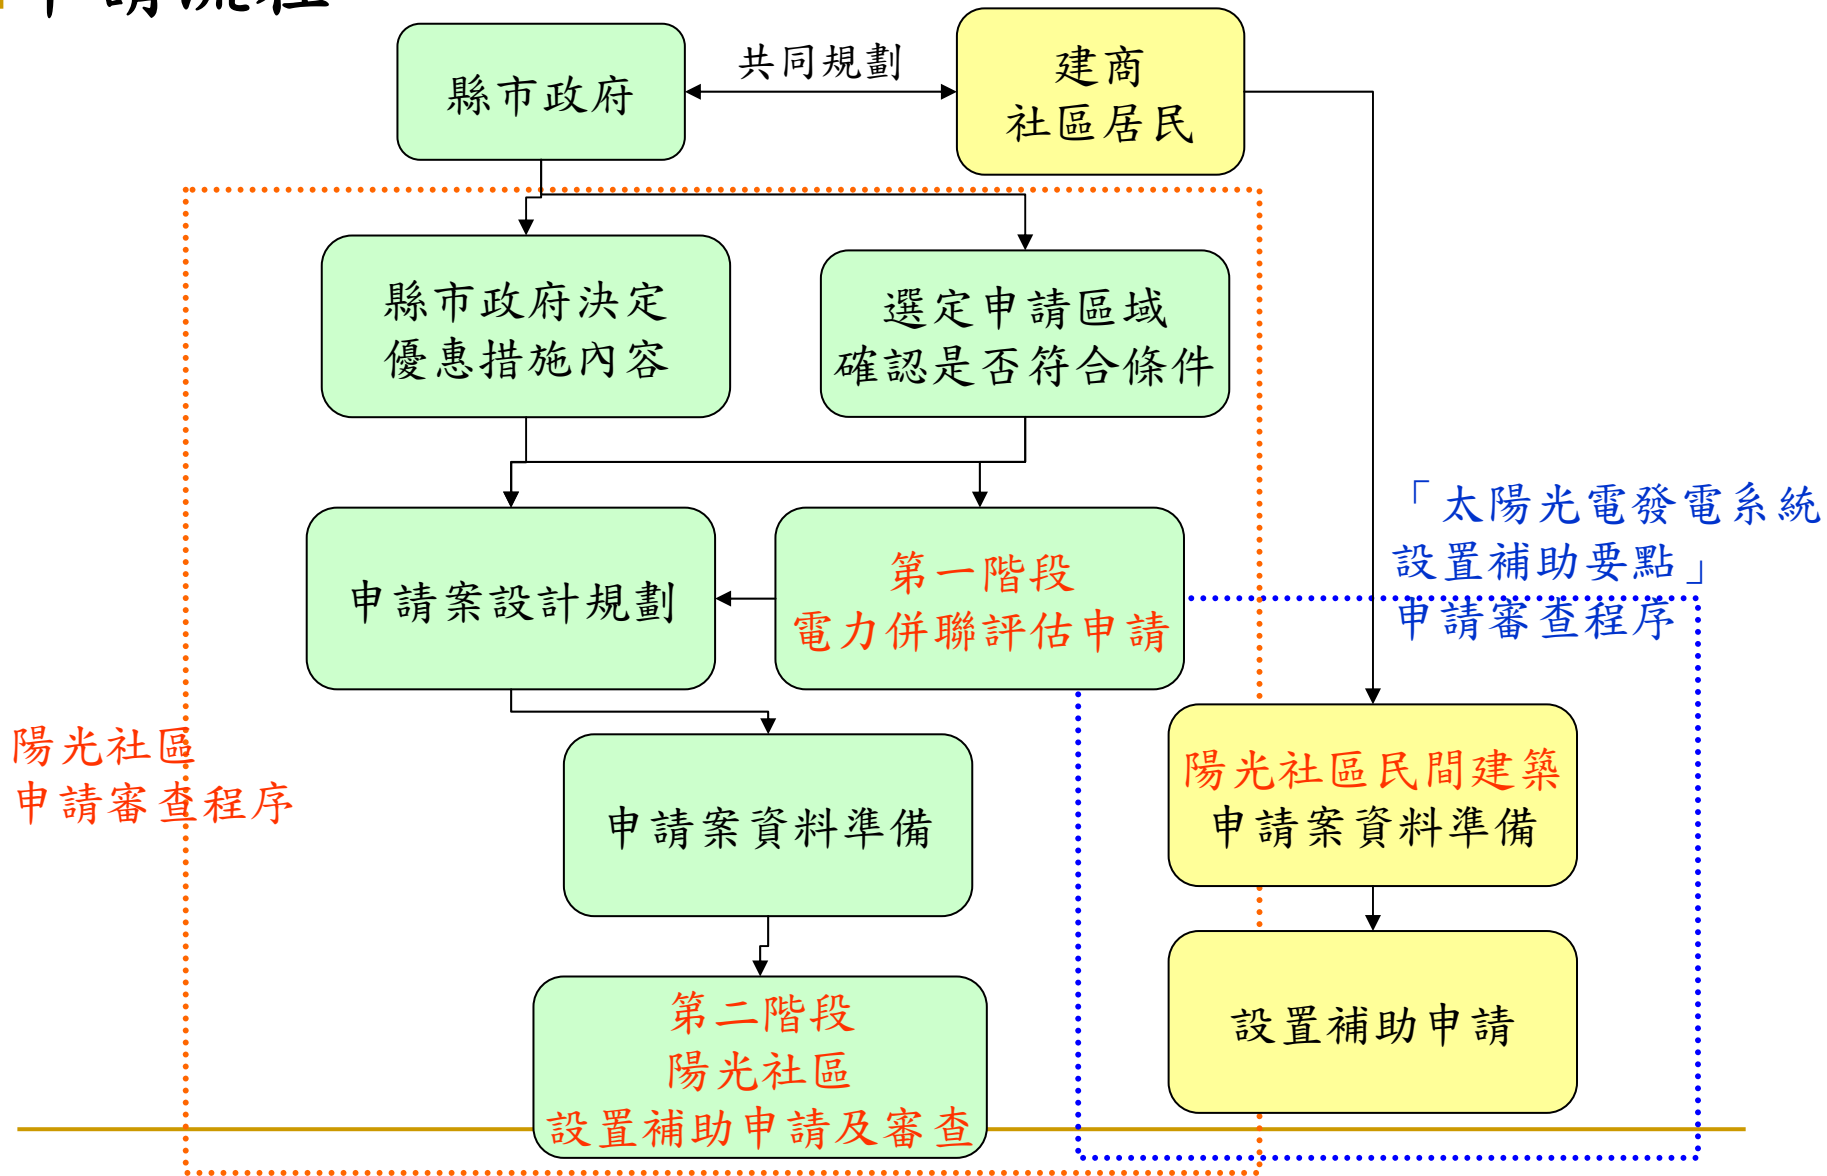 申請流程
縣市政府
共同規劃
建商
社區居民
縣市政府決定
優惠措施內容
選定申請區域
確認是否符合條件
申請案設計規劃
第一階段
電力併聯評估申請
「太陽光電發電系統
設置補助要點」
申請審查程序
陽光社區
申請審查程序
申請案資料準備
陽光社區民間建築
申請案資料準備
第二階段
陽光社區
設置補助申請及審查
設置補助申請